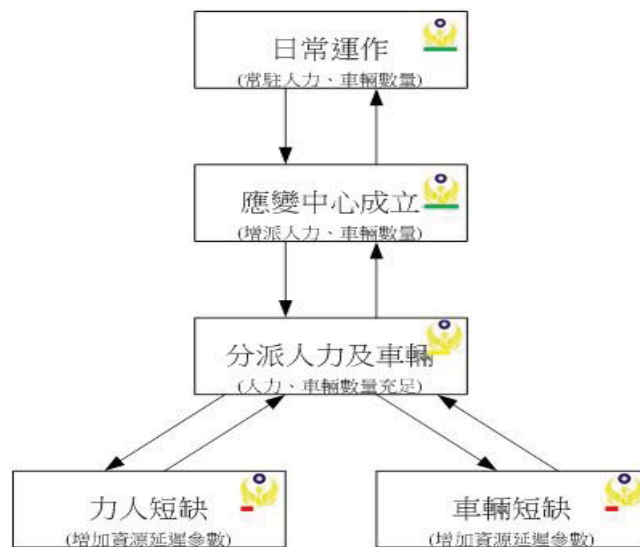 日常運作
(常駐人力、車輛數量)
應變中心成立
(增派人力、車輛數量)
分派人力及車輛
(人力、車輛數量充足)
力人短缺
(增加資源延遲參數)
車輛短缺
(增加資源延遲參數)